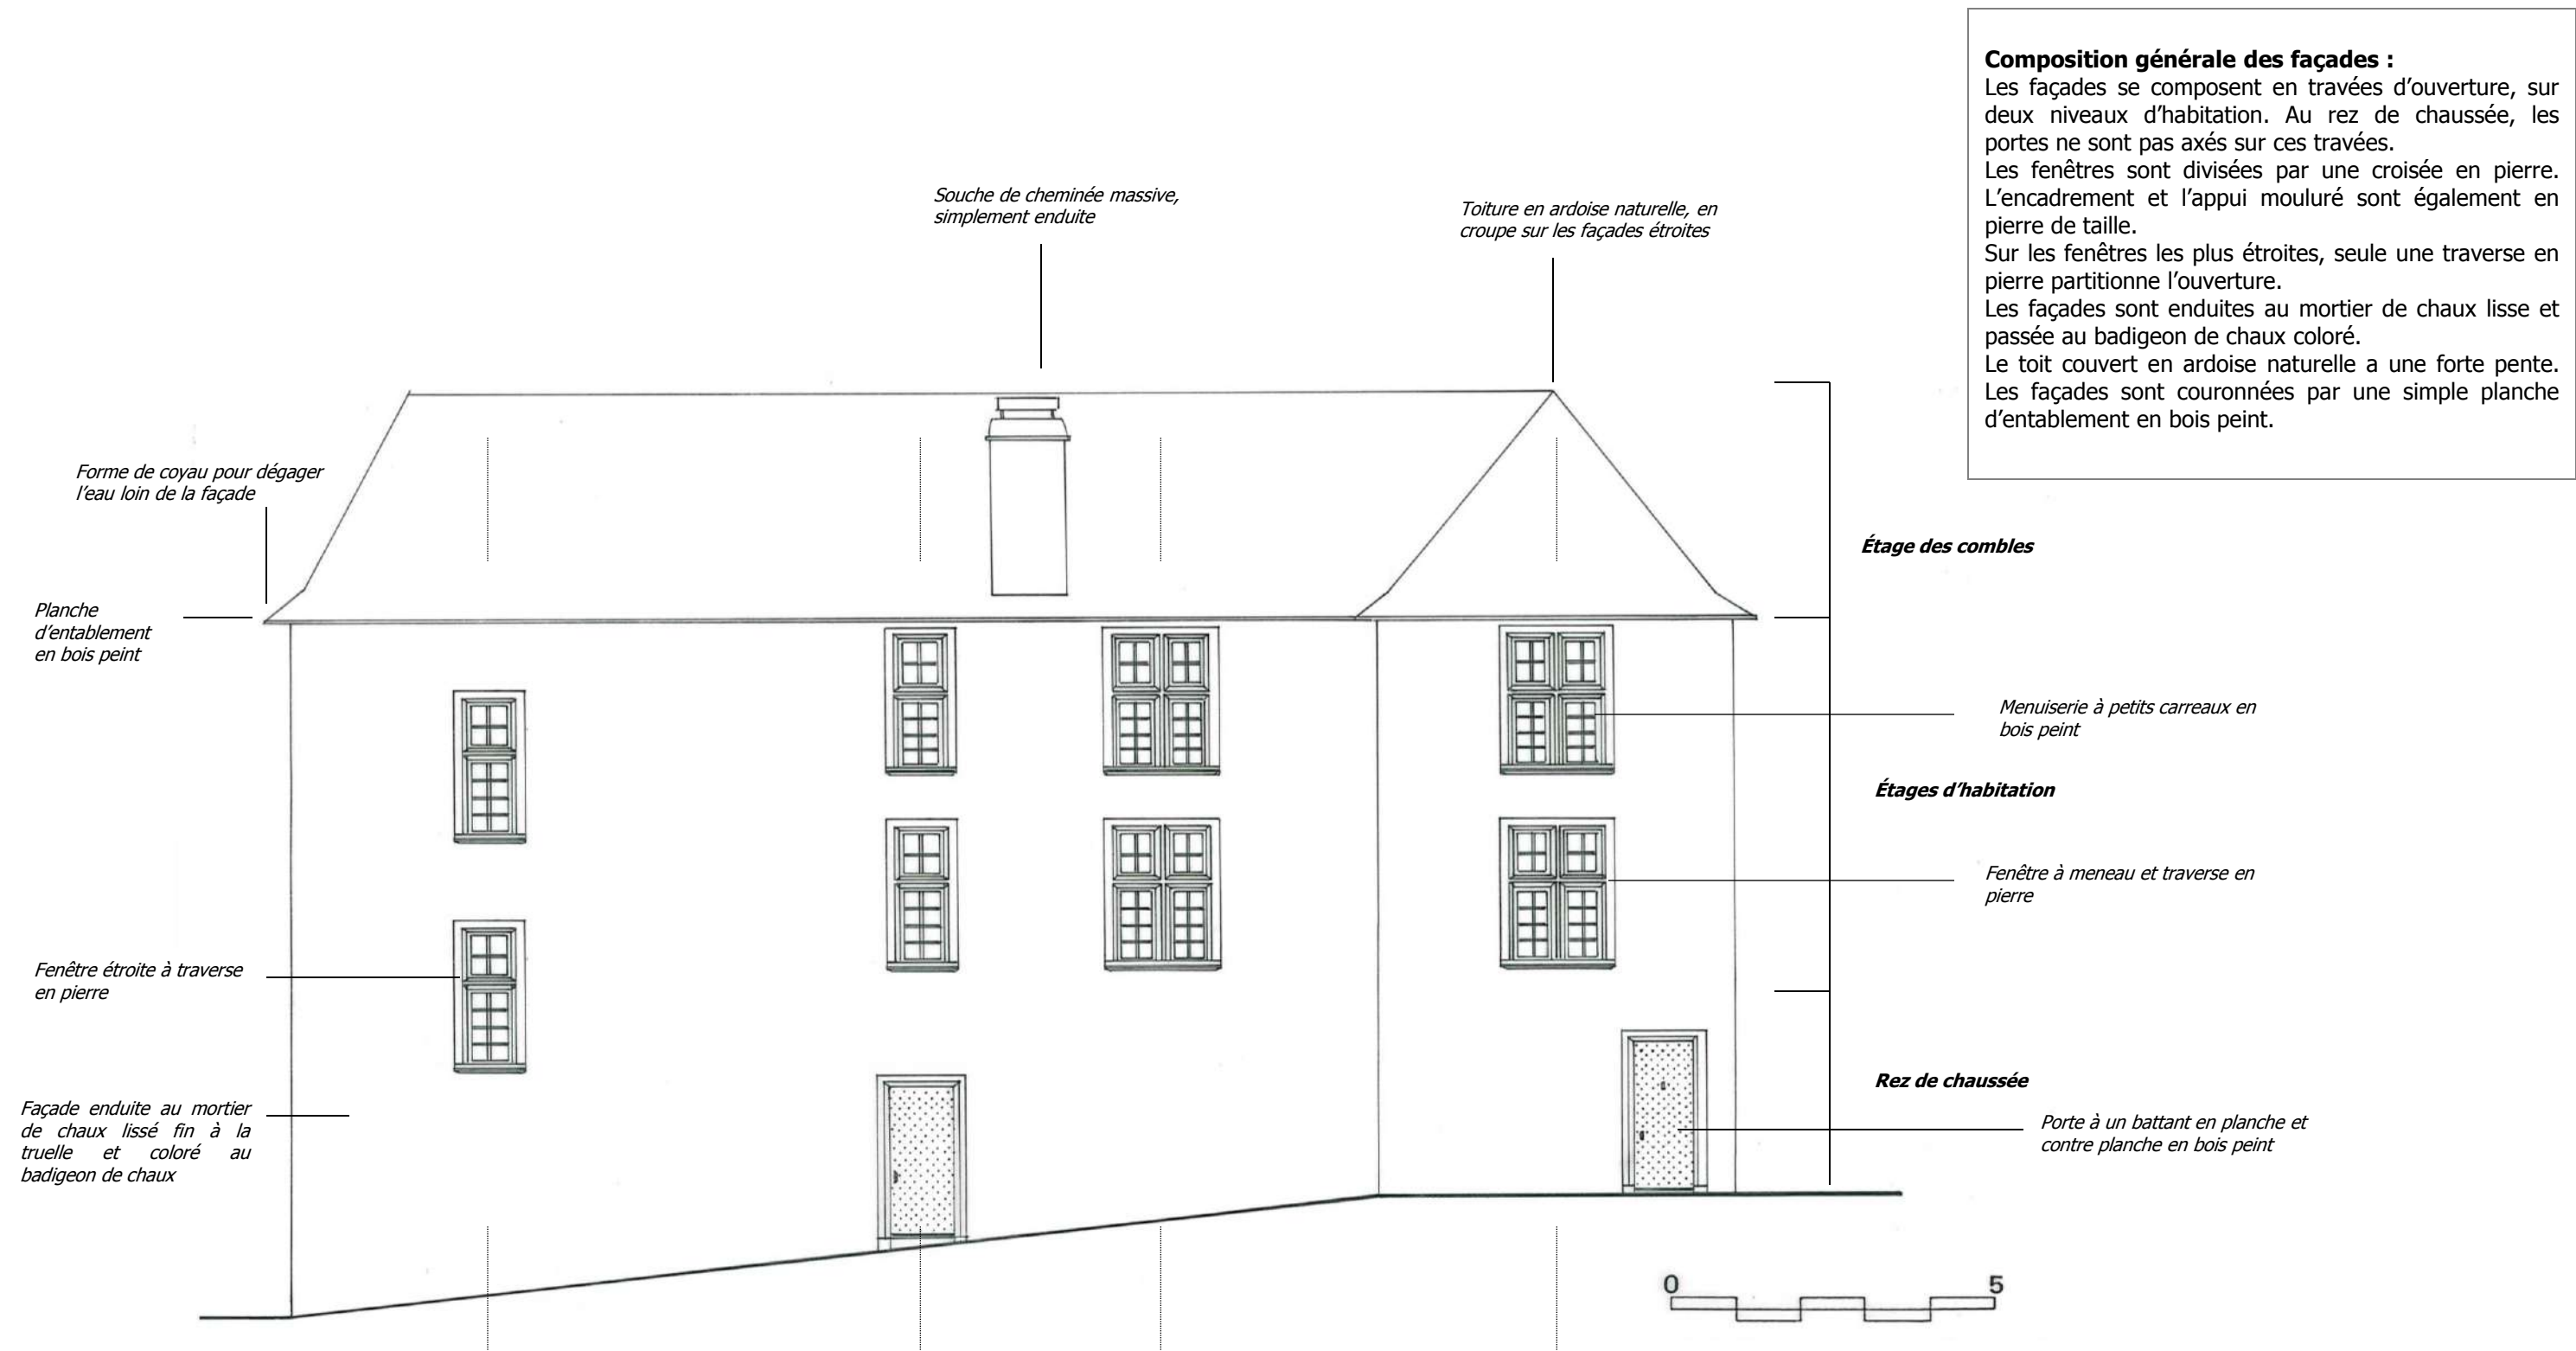 Composition générale des façades :
Les façades se composent en travées d’ouverture, sur
deux niveaux d’habitation. Au rez de chaussée, les
portes ne sont pas axés sur ces travées.
Les fenêtres sont divisées par une croisée en pierre.
L’encadrement et l’appui mouluré sont également en
pierre de taille.
Sur les fenêtres les plus étroites, seule une traverse en
pierre partitionne l’ouverture.
Les façades sont enduites au mortier de chaux lisse et
passée au badigeon de chaux coloré.
Le toit couvert en ardoise naturelle a une forte pente.
Les façades sont couronnées par une simple planche
d’entablement en bois peint.
Souche de cheminée massive,
simplement enduite
Toiture en ardoise naturelle, en
croupe sur les façades étroites
Forme de coyau pour dégager
l’eau loin de la façade
Étage des combles
Planche
d’entablement
en bois peint
Menuiserie à petits carreaux en
bois peint
Étages d’habitation
Fenêtre à meneau et traverse en
pierre
Fenêtre étroite à traverse
en pierre
Rez de chaussée
Façade enduite au mortier
de chaux lissé fin à la
truelle et coloré au
badigeon de chaux
Porte à un battant en planche et
contre planche en bois peint
0 5